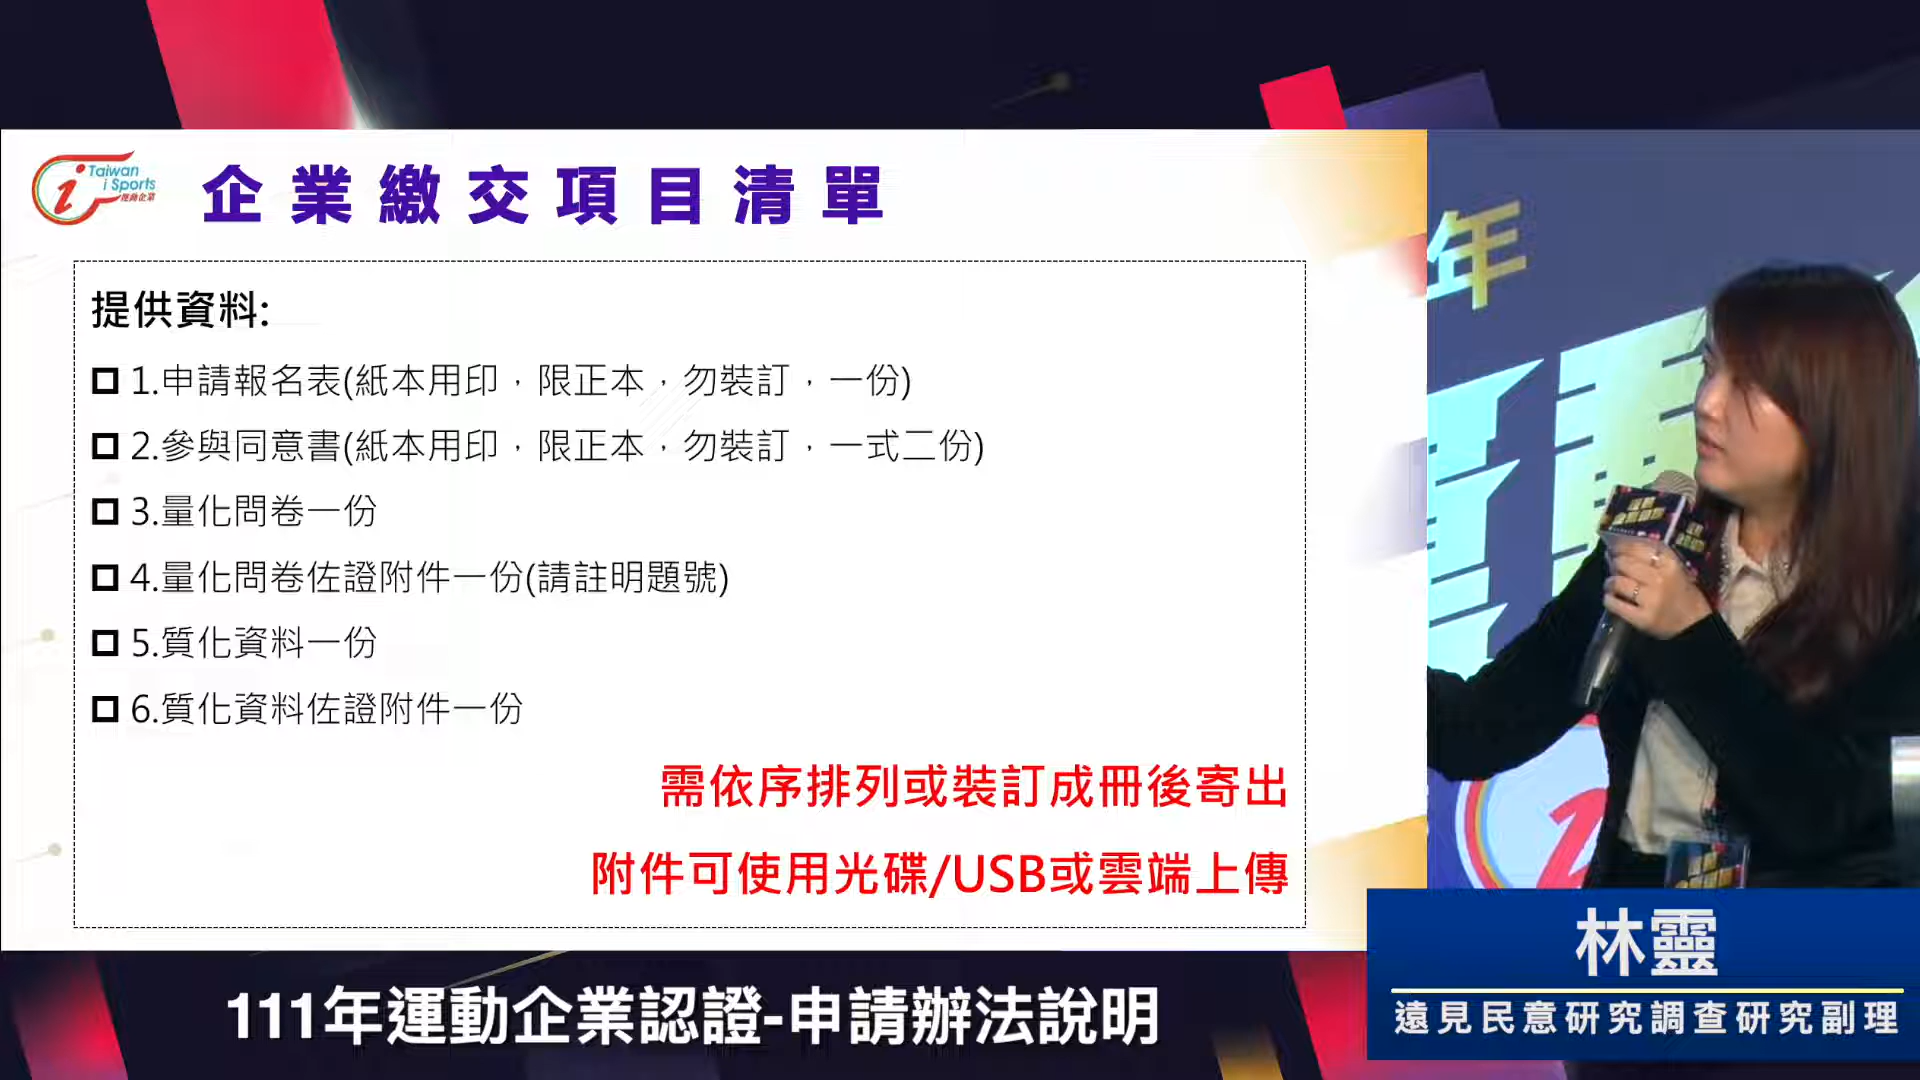 Taiwan
i Sports
運動企業
企業繳交項目清單
提供資料:
1.申請報名表(紙本用印，限正本，勿裝訂，一份)
2.參與同意書(紙本用印，限正本，勿裝訂，一式二份)
3.量化問卷一份
4.量化問卷佐證附件一份(請註明題號)
5.質化資料一份
6.質化資料佐證附件一份
需依序排列或裝訂成冊後寄出
附件可使用光碟/USB或雲端上傳
年
林靈
遠見民意研究調查研究副理
111年運動企業認證-申請辦法說明